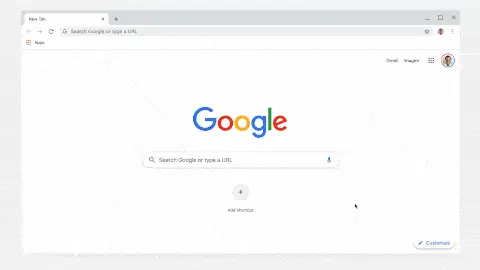 New Tab
Search Google or type a URL
Apps
Gmail Images
Google
Search Google or type a URL
Add shortcut
Customize